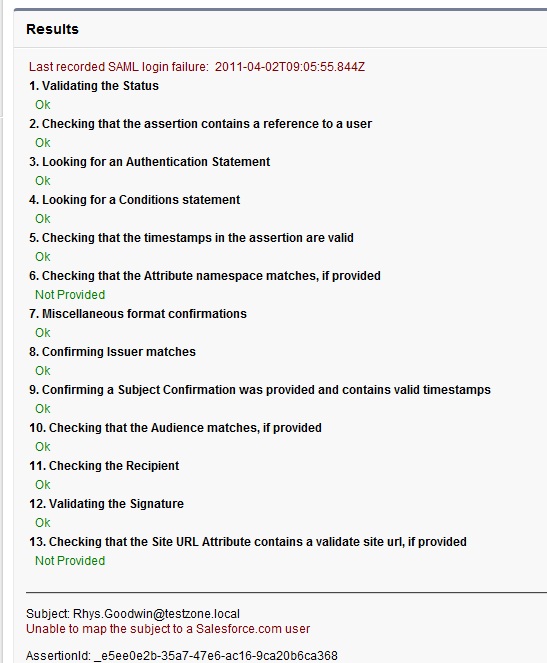 Results
Last recorded SAML login failure: 2011-04-02T09:05:55.844Z
1. Validating the Status
Ok
2. Checking that the assertion contains a reference to a user
Ok
3. Looking for an Authentication Statement
Ok
4. Looking for a Conditions statement
Ok
5. Checking that the timestamps in the assertion are valid
Ok
6. Checking that the Attribute namespace matches, if provided
Not Provided
7. Miscellaneous format confirmations
Ok
8. Confirming Issuer matches
Ok
9. Confirming a Subject Confirmation was provided and contains valid timestamps
Ok
10. Checking that the Audience matches, if provided
Ok
11. Checking the Recipient
Ok
12. Validating the Signature
Ok
13. Checking that the Site URL Attribute contains a validate site url, if provided
Not Provided
Subject: Rhys.Goodwin@testzone.local
Unable to map the subject to a Salesforce.com user
AssertionId: _e5ee0e2b-35a7-47e6-ac16-9ca20b6ca368